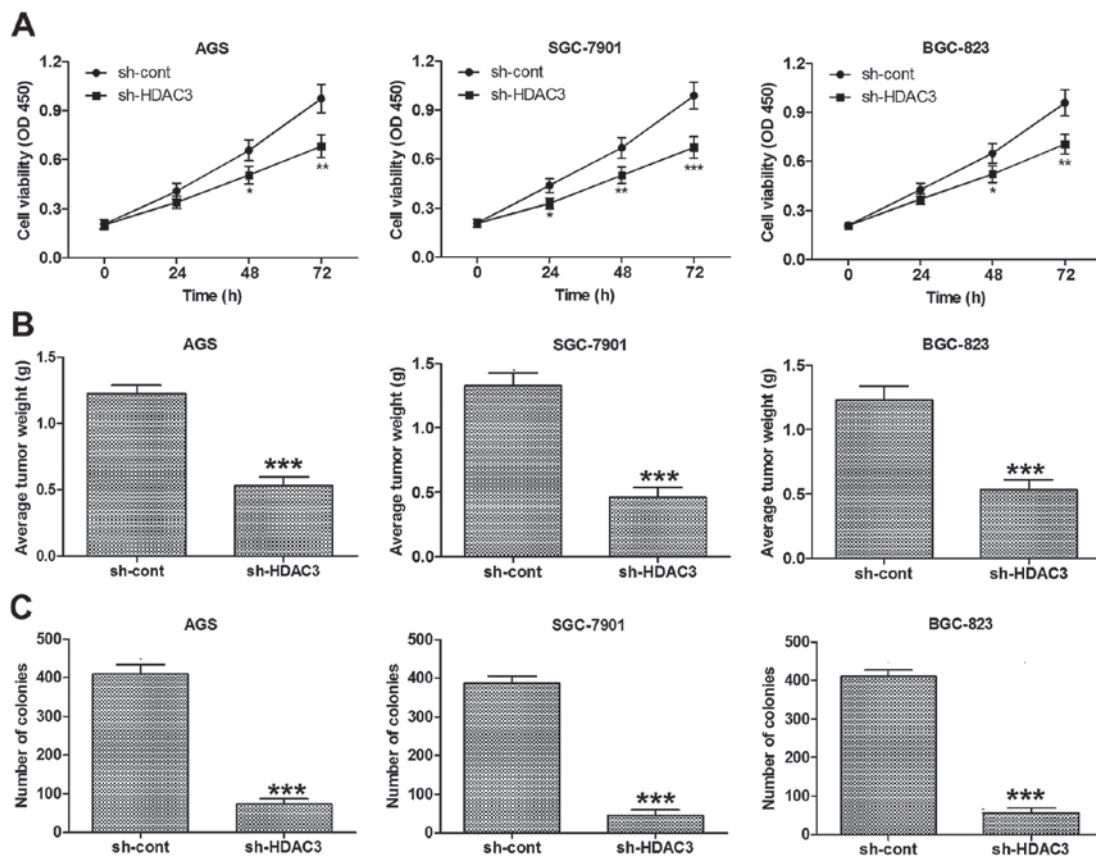 A
AGS
SGC-7901
BGC-823
sh-cont
sh-HDAC3
sh-cont
sh-HDAC3
sh-cont
sh-HDAC3
Cell viability (OD 450)
1.2
0.9
0.6
0.3
0.0
*
**
0 24 48 72
Time (h)
Cell viability (OD 450)
1.2
0.9
0.6
0.3
0.0
*
**
***
0 24 48 72
Time (h)
Cell viability (OD 450)
1.2
0.9
0.6
0.3
0.0
*
**
0 24 48 72
Time (h)
B
AGS
SGC-7901
BGC-823
Average tumor weight (g)
1.5
1.0
0.5
0.0
***
sh-cont sh-HDAC3
Average tumor weight (g)
1.5
1.0
0.5
0.0
***
sh-cont sh-HDAC3
Average tumor weight (g)
1.5
1.0
0.5
0.0
***
sh-cont sh-HDAC3
C
AGS
SGC-7901
BGC-823
Number of colonies
500
400
300
200
100
0
***
sh-cont sh-HDAC3
Number of colonies
500
400
300
200
100
0
***
sh-cont sh-HDAC3
Number of colonies
500
400
300
200
100
0
***
sh-cont sh-HDAC3